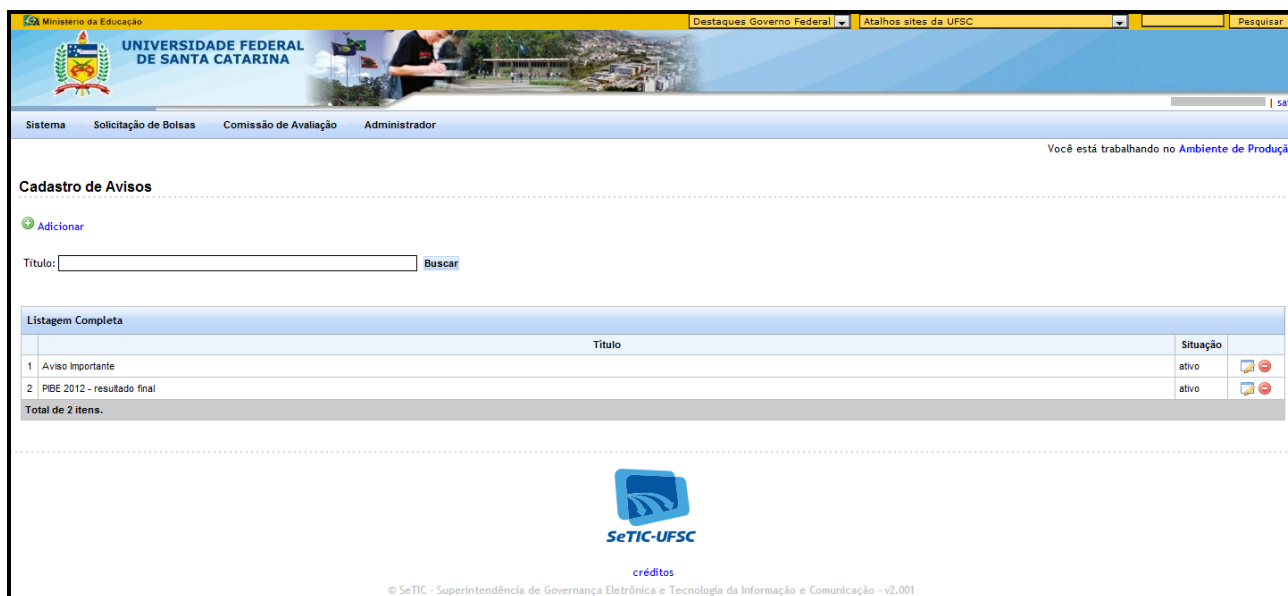 Ministério da Educação Destaques Governo Federal Atalhos sites da UFSC Pesquisar
UNIVERSIDADE FEDERAL
DE SANTA CATARINA
| sa
Sistema Solicitação de Bolsas Comissão de Avaliação Administrador
Você está trabalhando no Ambiente de Produçã
Cadastro de Avisos
Adicionar
Título: Buscar
Listagem Completa
Título Situação
1 Aviso Importante ativo
2 PIBE 2012 - resultado final ativo
Total de 2 itens.
SeTIC-UFSC
créditos
© SeTIC - Superintendência de Governança Eletrônica e Tecnologia da Informação e Comunicação - v2.001